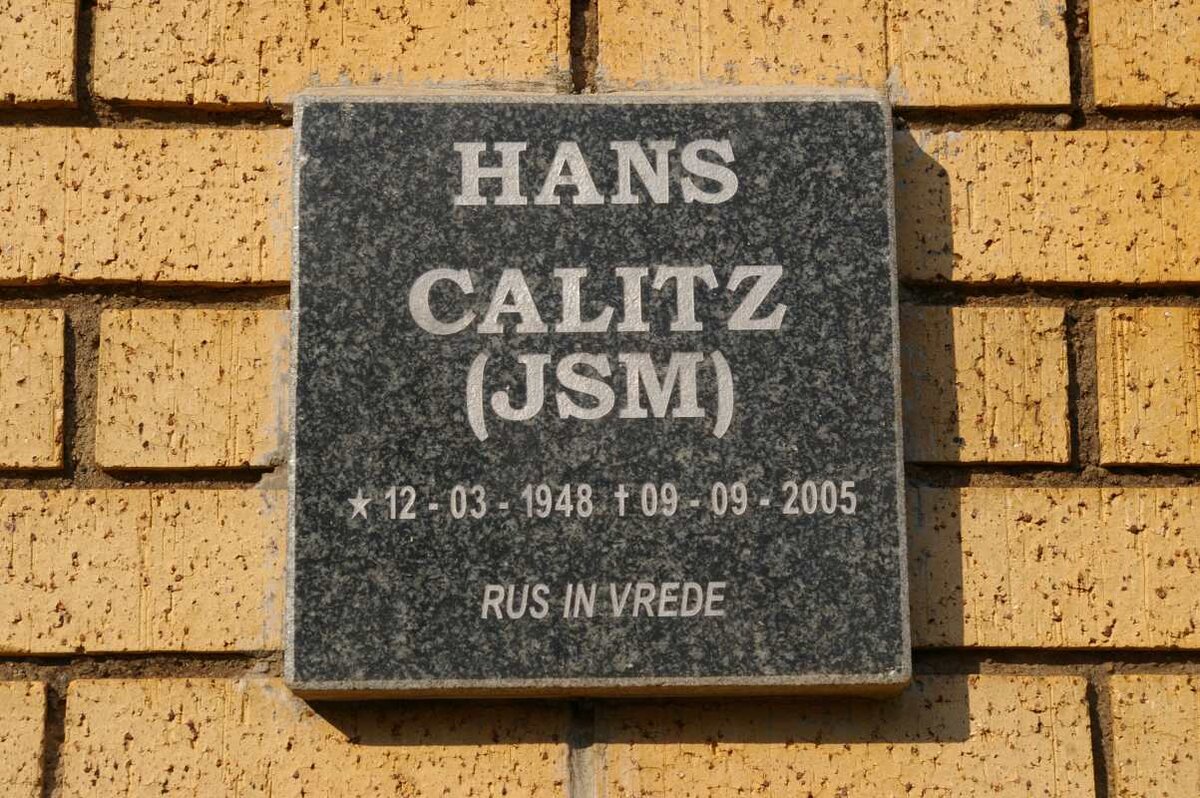 HANS
CALITZ
(JSM)
★ 12 - 03 - 1948 † 09 - 09 - 2005
RUS IN VREDE